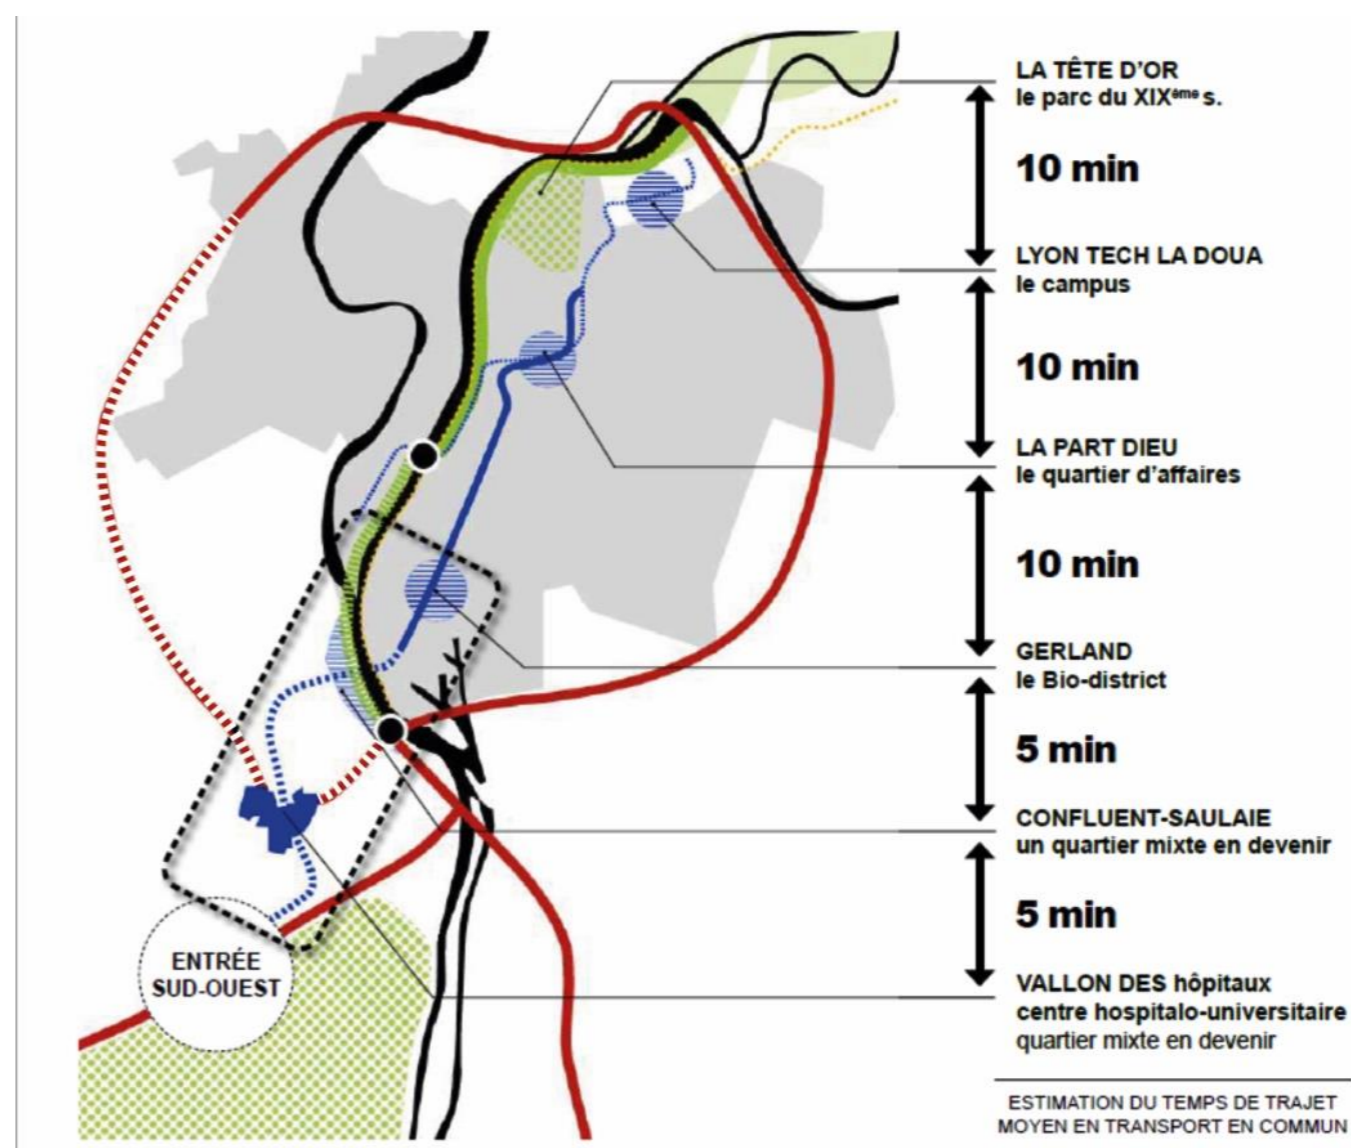 LA TÊTE D'OR
le parc du XIXème s.
10 min
LYON TECH LA DOUA
le campus
10 min
LA PART DIEU
le quartier d'affaires
10 min
GERLAND
le Bio-district
5 min
CONFLUENT-SAULAIE
un quartier mixte en devenir
5 min
VALLON DES hôpitaux
centre hospitalo-universitaire
quartier mixte en devenir
ENTRÉE
SUD-OUEST
ESTIMATION DU TEMPS DE TRAJET
MOYEN EN TRANSPORT EN COMMUN